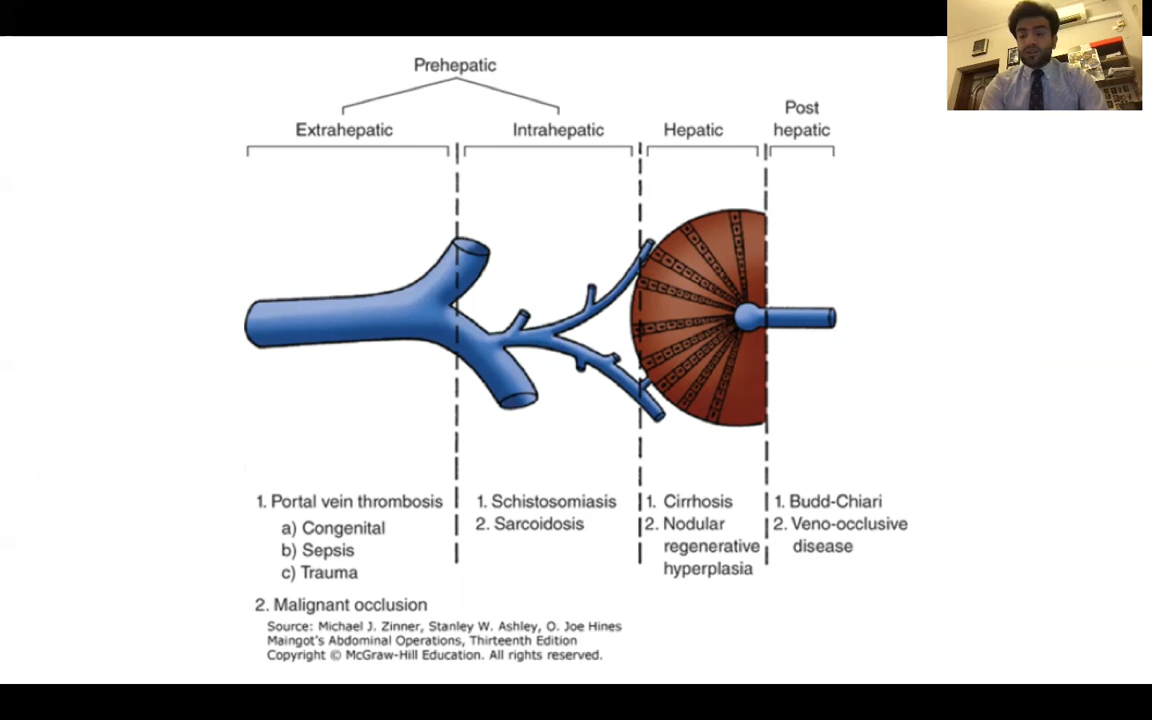 Prehepatic
Extrahepatic
Intrahepatic
Hepatic
Post
hepatic
1. Portal vein thrombosis
a) Congenital
b) Sepsis
c) Trauma
2. Malignant occlusion
1. Schistosomiasis
2. Sarcoidosis
1. Cirrhosis
2. Nodular
regenerative
hyperplasia
1. Budd-Chiari
2. Veno-occlusive
disease
Source: Michael J. Zinner, Stanley W. Ashley, O. Joe Hines
Maingot's Abdominal Operations, Thirteenth Edition
Copyright © McGraw-Hill Education. All rights reserved.